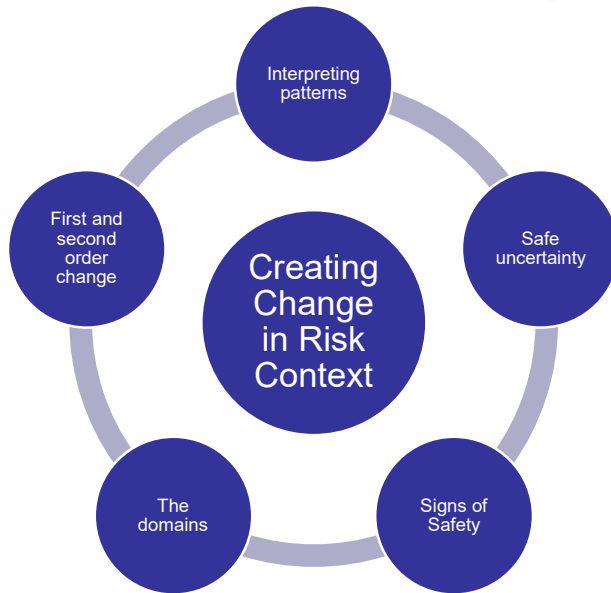 Interpreting
patterns
First and
second
order
change
Safe
uncertainty
Creating
Change
in Risk
Context
The
domains
Signs of
Safety